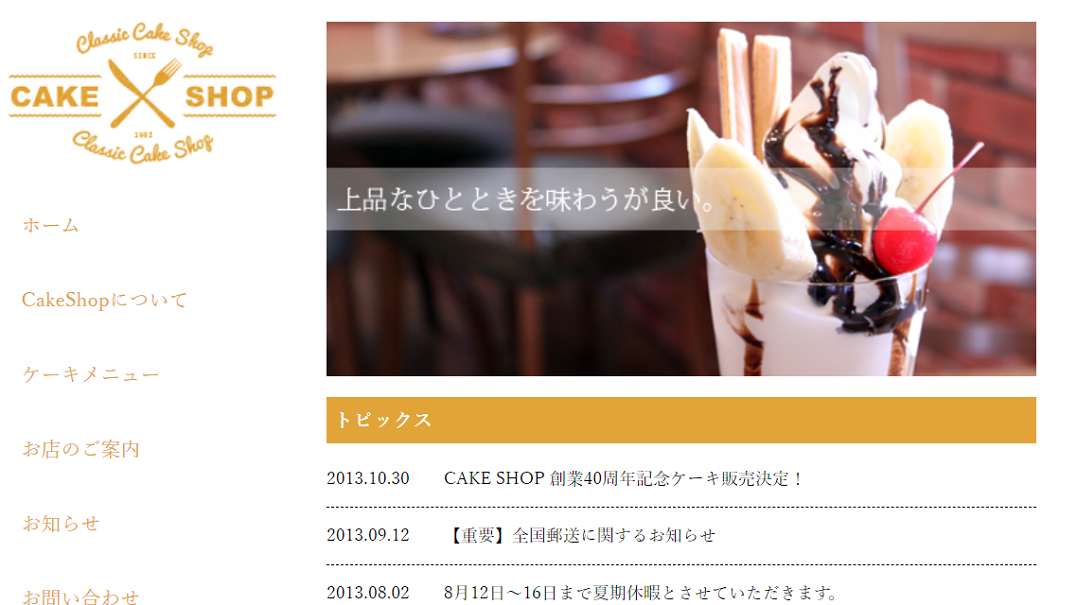 Classic Cake Shop
SINCE
CAKE SHOP
1982
Classic Cake Shop
ホーム
CakeShopについて
ケーキメニュー
お店のご案内
お知らせ
お問い合わせ
上品なひとときを味わうが良い。
トピックス
2013.10.30 CAKE SHOP 創業40周年記念ケーキ販売決定！
2013.09.12 【重要】全国郵送に関するお知らせ
2013.08.02 8月12日～16日まで夏期休暇とさせていただきます。